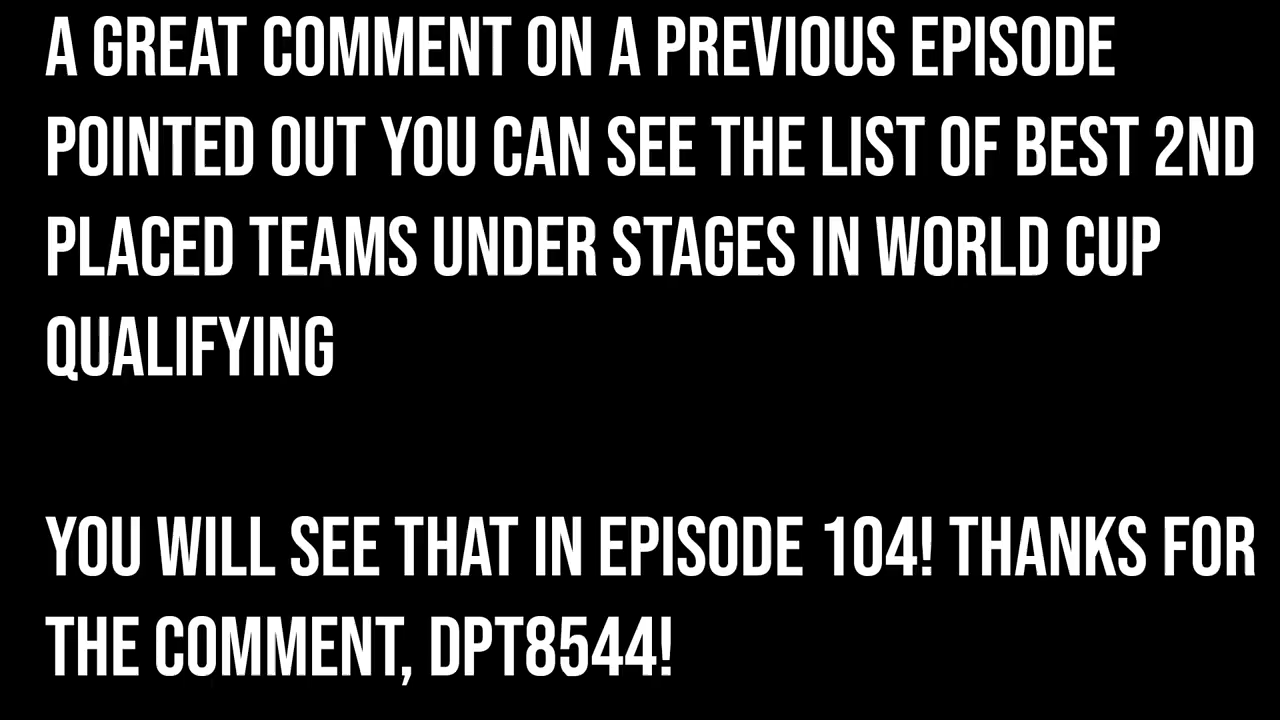 A GREAT COMMENT ON A PREVIOUS EPISODE
POINTED OUT YOU CAN SEE THE LIST OF BEST 2ND
PLACED TEAMS UNDER STAGES IN WORLD CUP
QUALIFYING
YOU WILL SEE THAT IN EPISODE 104! THANKS FOR
THE COMMENT, DPT8544!